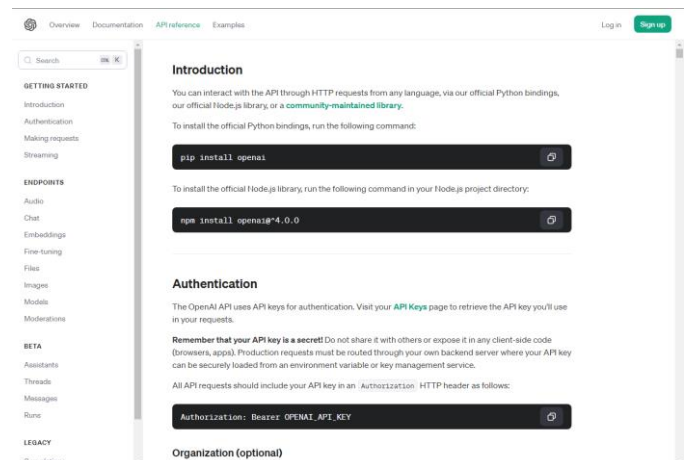 Overview Documentation API reference Examples Log in Sign up
Search K
GETTING STARTED
Introduction
Authentication
Making requests
Streaming
ENDPOINTS
Audio
Chat
Embeddings
Fine-tuning
Files
Images
Models
Moderations
BETA
Assistants
Threads
Messages
Runs
LEGACY
Introduction
You can interact with the API through HTTP requests from any language, via our official Python bindings,
our official Node.js library, or a community-maintained library.
To install the official Python bindings, run the following command:
pip install openai
To install the official Node.js library, run the following command in your Node.js project directory:
npm install openai@^4.0.0
Authentication
The OpenAI API uses API keys for authentication. Visit your API Keys page to retrieve the API key you'll use
in your requests.
Remember that your API key is a secret! Do not share it with others or expose it in any client-side code
(browsers, apps). Production requests must be routed through your own backend server where your API key
can be securely loaded from an environment variable or key management service.
All API requests should include your API key in an Authorization HTTP header as follows:
Authorization: Bearer OPENAI_API_KEY
Organization (optional)